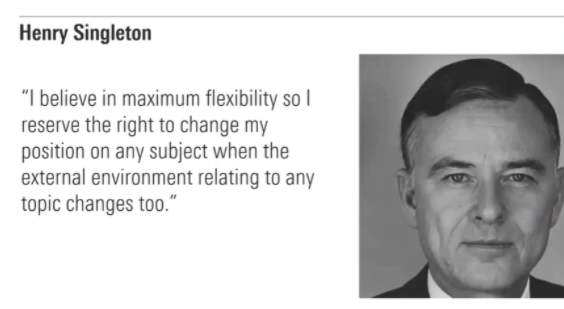 Henry Singleton
“I believe in maximum flexibility so I
reserve the right to change my
position on any subject when the
external environment relating to any
topic changes too.”